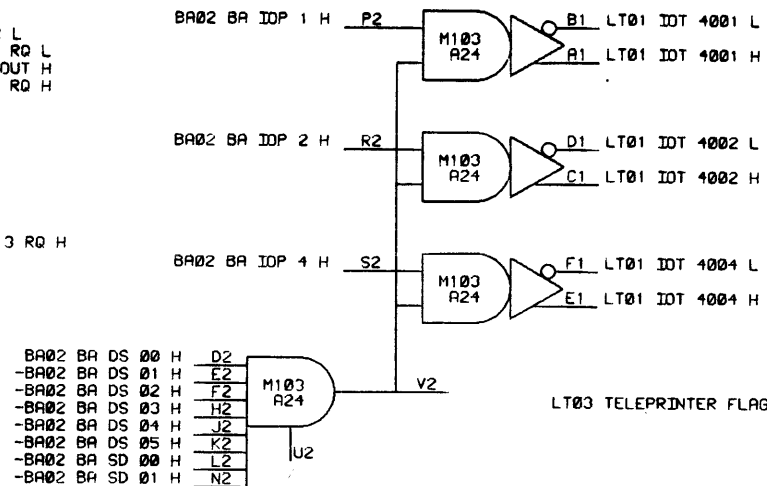 BA02 BA IOP 1 H P2 M103 A24 B1 LT01 IOT 4001 L
A1 LT01 IOT 4001 H
L
RQ L
OUT H
RQ H
BA02 BA IOP 2 H R2 M103 A24 D1 LT01 IOT 4002 L
C1 LT01 IOT 4002 H
3 RQ H
BA02 BA IOP 4 H S2 M103 A24 F1 LT01 IOT 4004 L
E1 LT01 IOT 4004 H
BA02 BA DS 00 H D2
-BA02 BA DS 01 H E2
-BA02 BA DS 02 H F2
-BA02 BA DS 03 H H2
-BA02 BA DS 04 H J2
-BA02 BA DS 05 H K2
-BA02 BA SD 00 H L2
-BA02 BA SD 01 H N2
M103
A24
U2
V2
LT03 TELEPRINTER FLAG